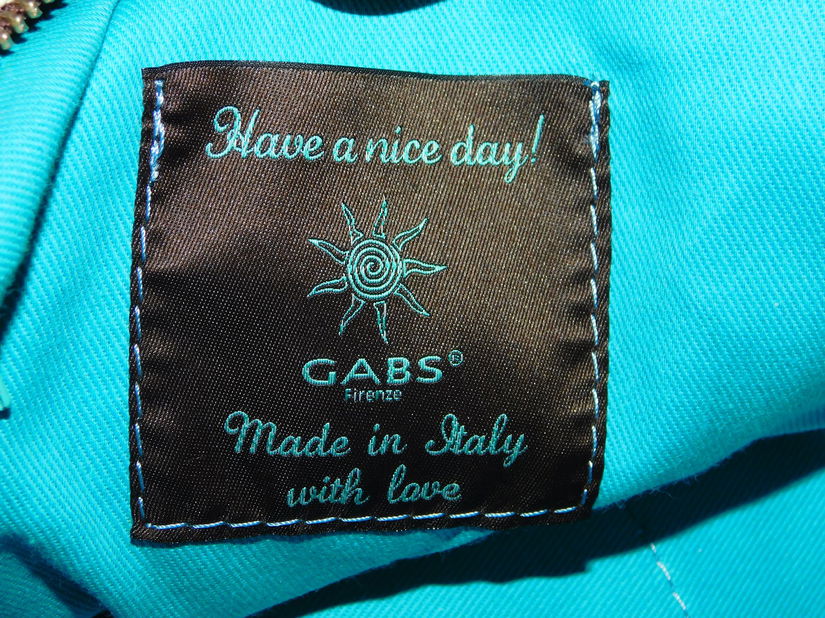 Have a nice day!
GABS®
Firenze
Made in Italy
with love